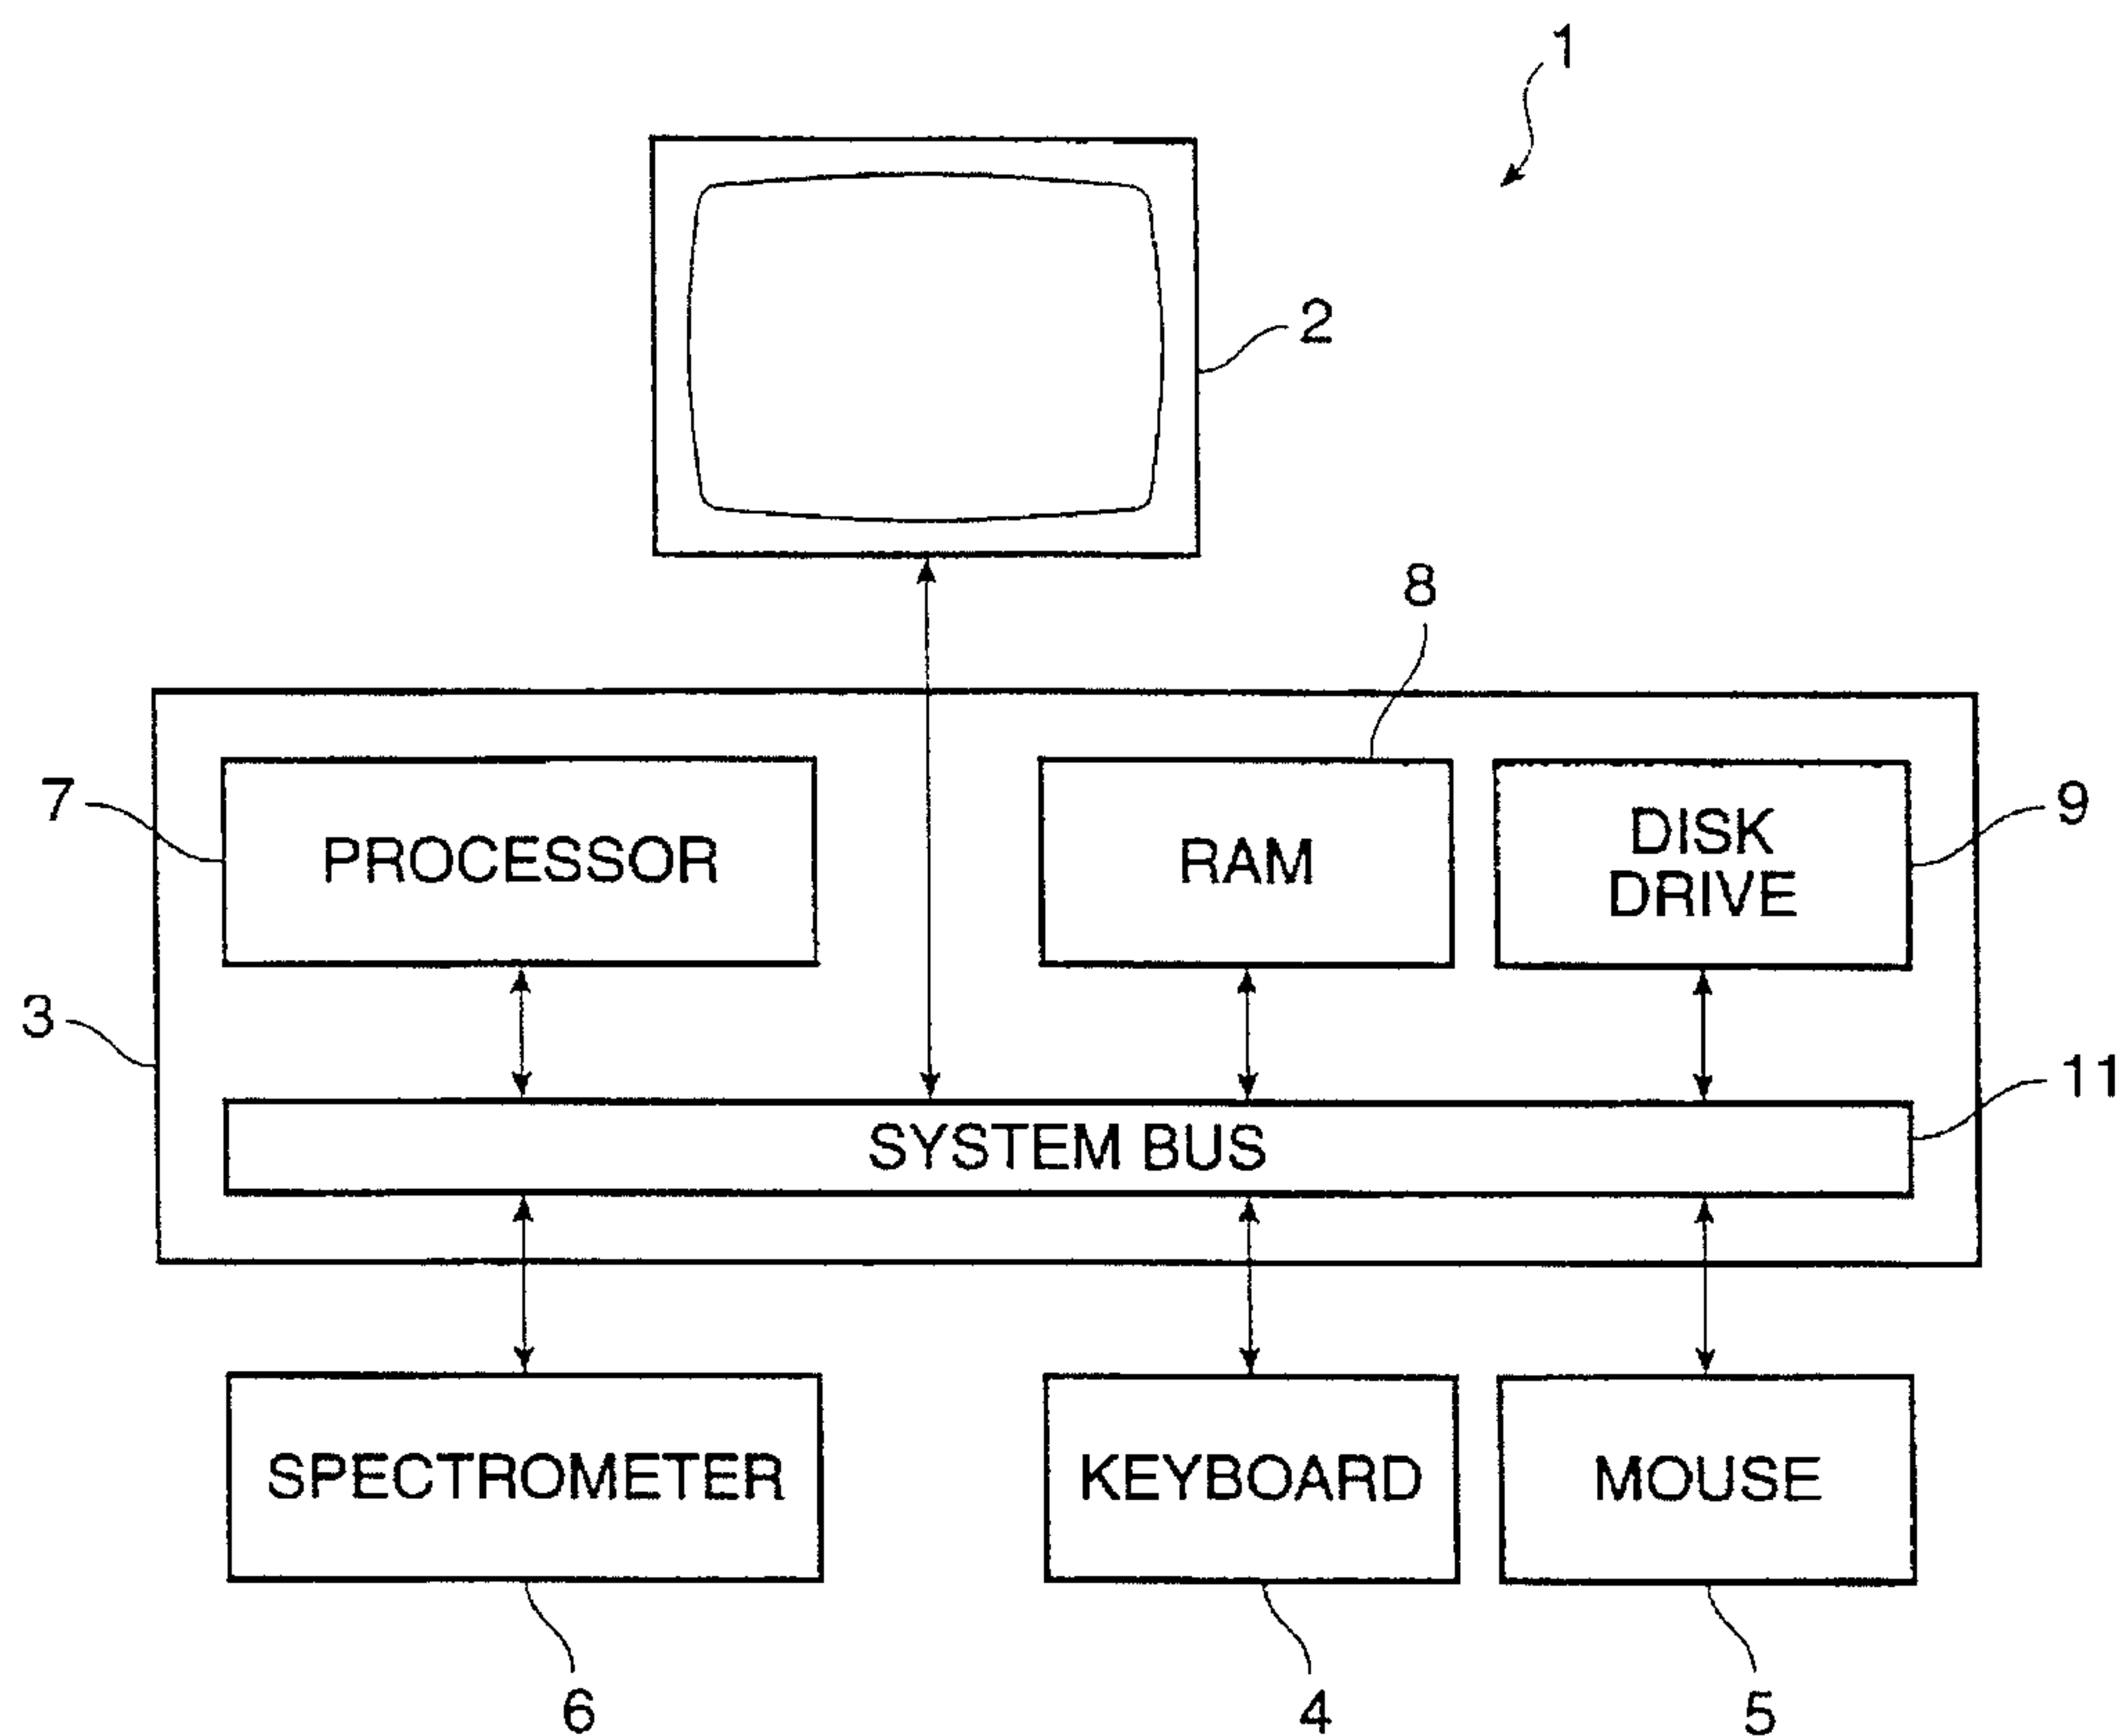 1
2
8
7
PROCESSOR
RAM
DISK
DRIVE
9
3
11
SYSTEM BUS
SPECTROMETER
KEYBOARD
MOUSE
6
4
5